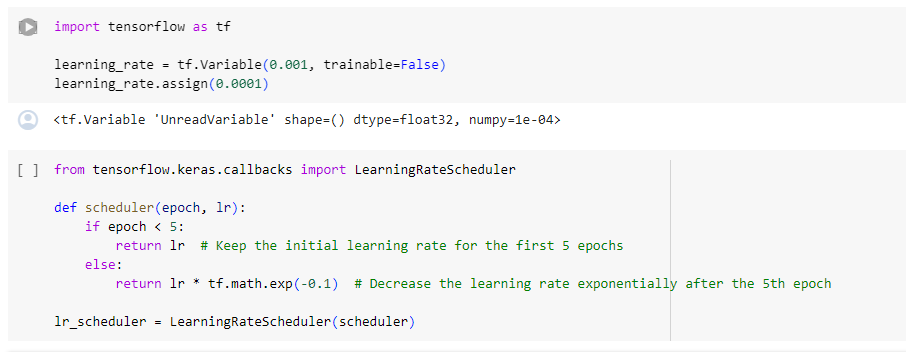 import tensorflow as tf
learning_rate = tf.Variable(0.001, trainable=False)
learning_rate.assign(0.0001)
<tf.Variable 'UnreadVariable' shape=() dtype=float32, numpy=1e-04>
[ ] from tensorflow.keras.callbacks import LearningRateScheduler
def scheduler(epoch, lr):
    if epoch < 5:
        return lr  # Keep the initial learning rate for the first 5 epochs
    else:
        return lr * tf.math.exp(-0.1)  # Decrease the learning rate exponentially after the 5th epoch
lr_scheduler = LearningRateScheduler(scheduler)